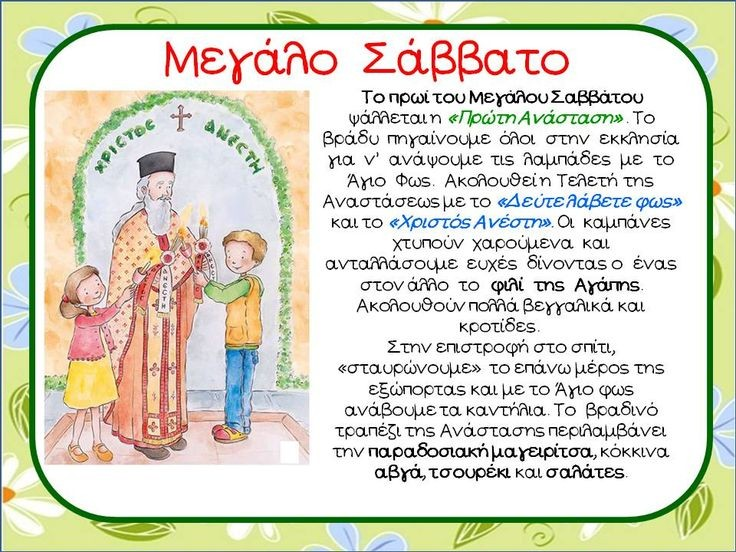 Μεγάλο Σάββατο
ΧΡΙΣΤΟΣ ΑΝΕΣΤΗ
ΑΝΕΣΤΗ
Το πρωί του Μεγάλου Σαββάτου
ψάλλεται η «Πρώτη Ανάσταση» . Το
βράδυ πηγαίνουμε όλοι στην εκκλησία
για ν' ανάψουμε τις λαμπάδες με το
Άγιο Φως. Ακολουθεί η Τελετή της
Αναστάσεως με το «Δεύτε λάβετε φως»
και το «Χριστός Ανέστη». Οι καμπάνες
χτυπούν χαρούμενα και
ανταλλάσουμε ευχές δίνοντας ο ένας
στον άλλο το φιλί της Αγάπης.
Ακολουθούν πολλά βεγγαλικά και
κροτίδες.
Στην επιστροφή στο σπίτι,
«σταυρώνουμε» το επάνω μέρος της
εξώπορτας και με το Άγιο φως
ανάβουμε τα καντήλια. Το βραδινό
τραπέζι της Ανάστασης περιλαμβάνει
την παραδοσιακή μαγειρίτσα, κόκκινα
αβγά, τσουρέκι και σαλάτες.